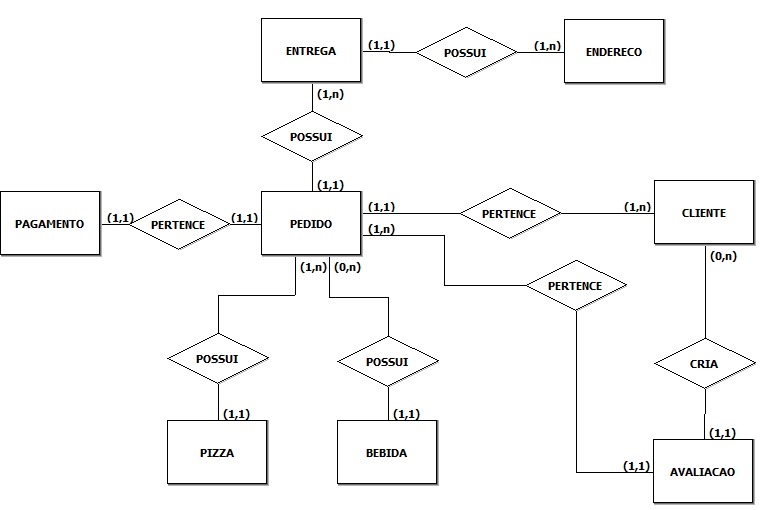 ENTREGA (1,1) POSSUI (1,n) ENDERECO
(1,n)
POSSUI
(1,1)
PAGAMENTO (1,1) PERTENCE (1,1) PEDIDO (1,1) PERTENCE (1,n) CLIENTE
(1,n)
(1,n) (0,n) (0,n)
PERTENCE
POSSUI POSSUI CRIA
(1,1) (1,1) (1,1)
PIZZA BEBIDA (1,1) AVALIACAO